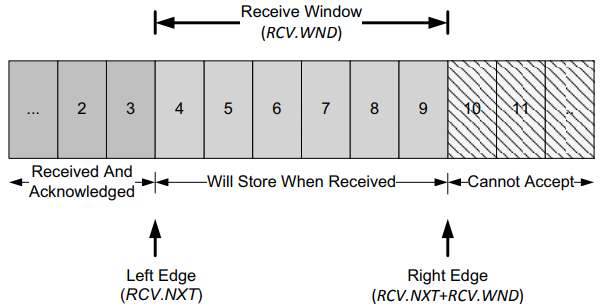 Receive Window
(RCV.WND)
... 2 3 4 5 6 7 8 9 10 11 ..
Received And
Acknowledged
Will Store When Received
Cannot Accept
Left Edge
(RCV.NXT)
Right Edge
(RCV.NXT+RCV.WND)